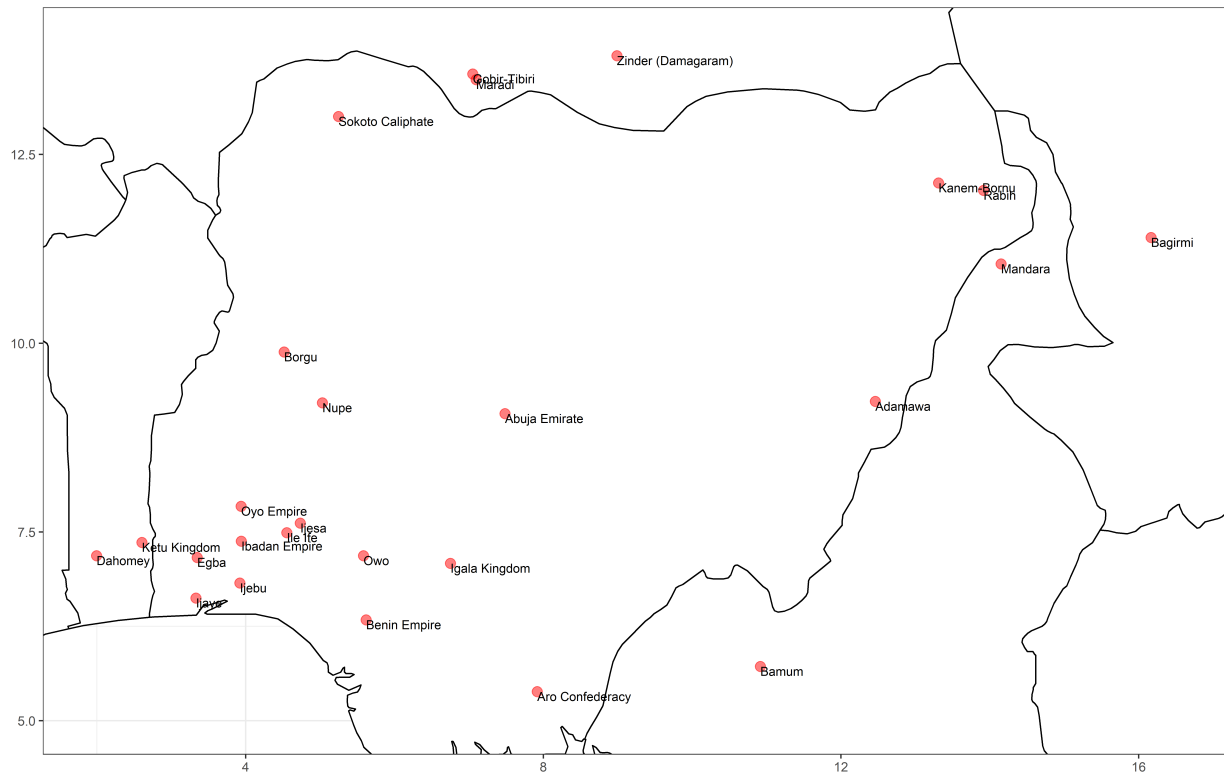 Zinder (Damagaram)
Gobir-Tibiri
Maradi
Sokoto Caliphate
12.5
Kanem-Bornu
Rabih
Bagirmi
Mandara
10.0
Borgu
Nupe
Abuja Emirate
Adamawa
Oyo Empire
Ijesa
Ile Ife
7.5
Ketu Kingdom
Ibadan Empire
Dahomey
Egba
Owo
Igala Kingdom
Ijebu
Ijaye
Benin Empire
Bamum
Aro Confederacy
5.0
4
8
12
16